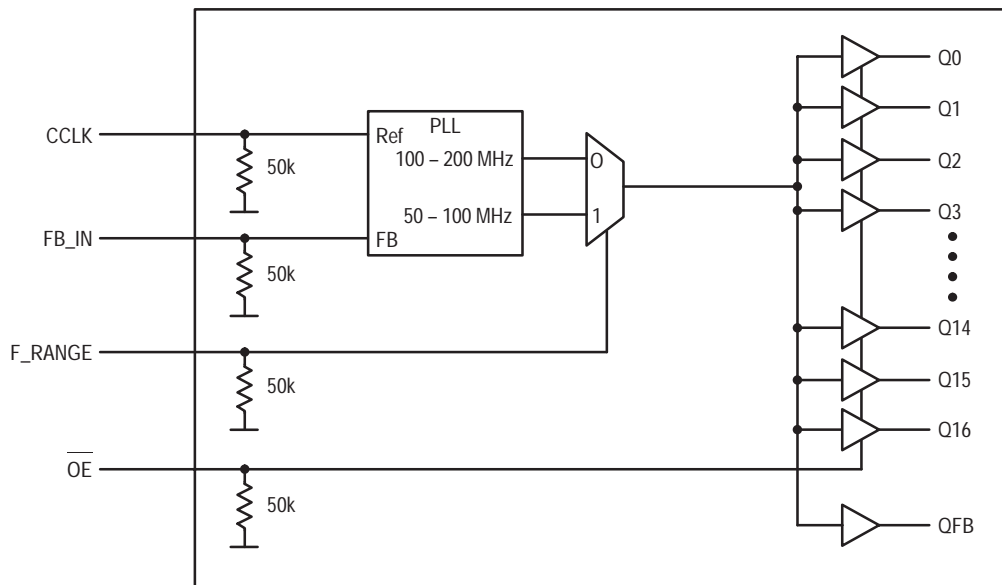 CCLK
50k
Ref
PLL
100 – 200 MHz
0
50 – 100 MHz
1
FB
FB_IN
50k
F_RANGE
50k
OE
50k
Q0
Q1
Q2
Q3
Q14
Q15
Q16
QFB